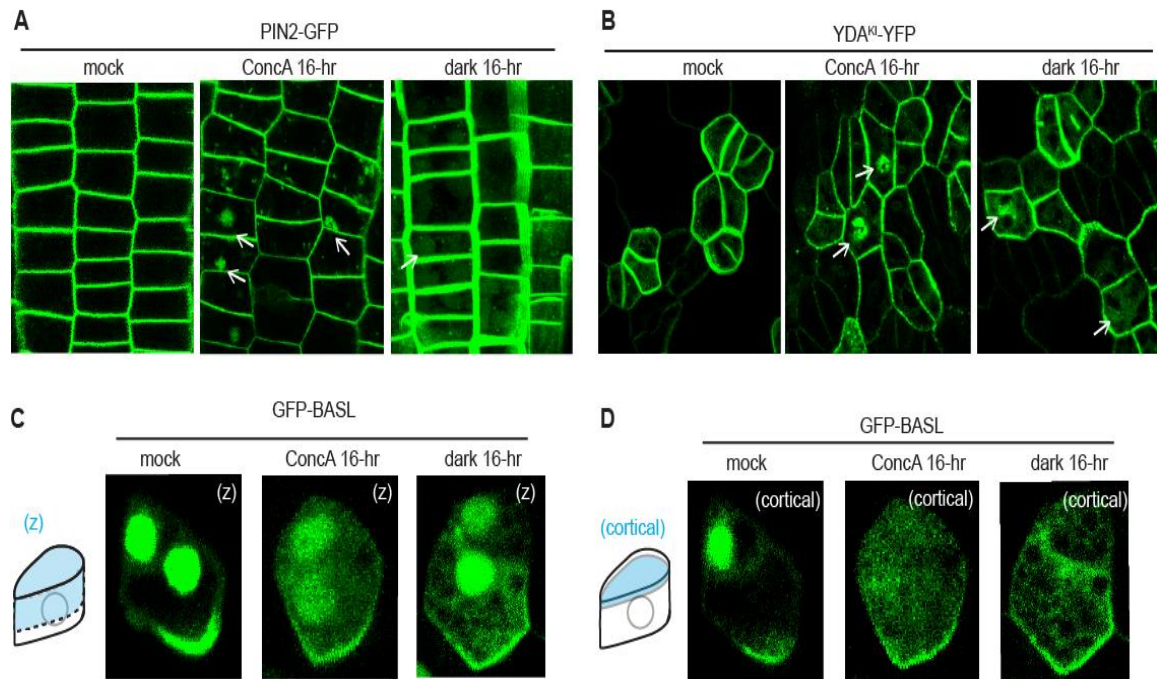 A
PIN2-GFP
mock
ConcA 16-hr
dark 16-hr
B
YDAᴷᴵ-YFP
mock
ConcA 16-hr
dark 16-hr
C
GFP-BASL
mock
ConcA 16-hr
dark 16-hr
(z)
(z)
(z)
(z)
D
GFP-BASL
mock
ConcA 16-hr
dark 16-hr
(cortical)
(cortical)
(cortical)
(cortical)